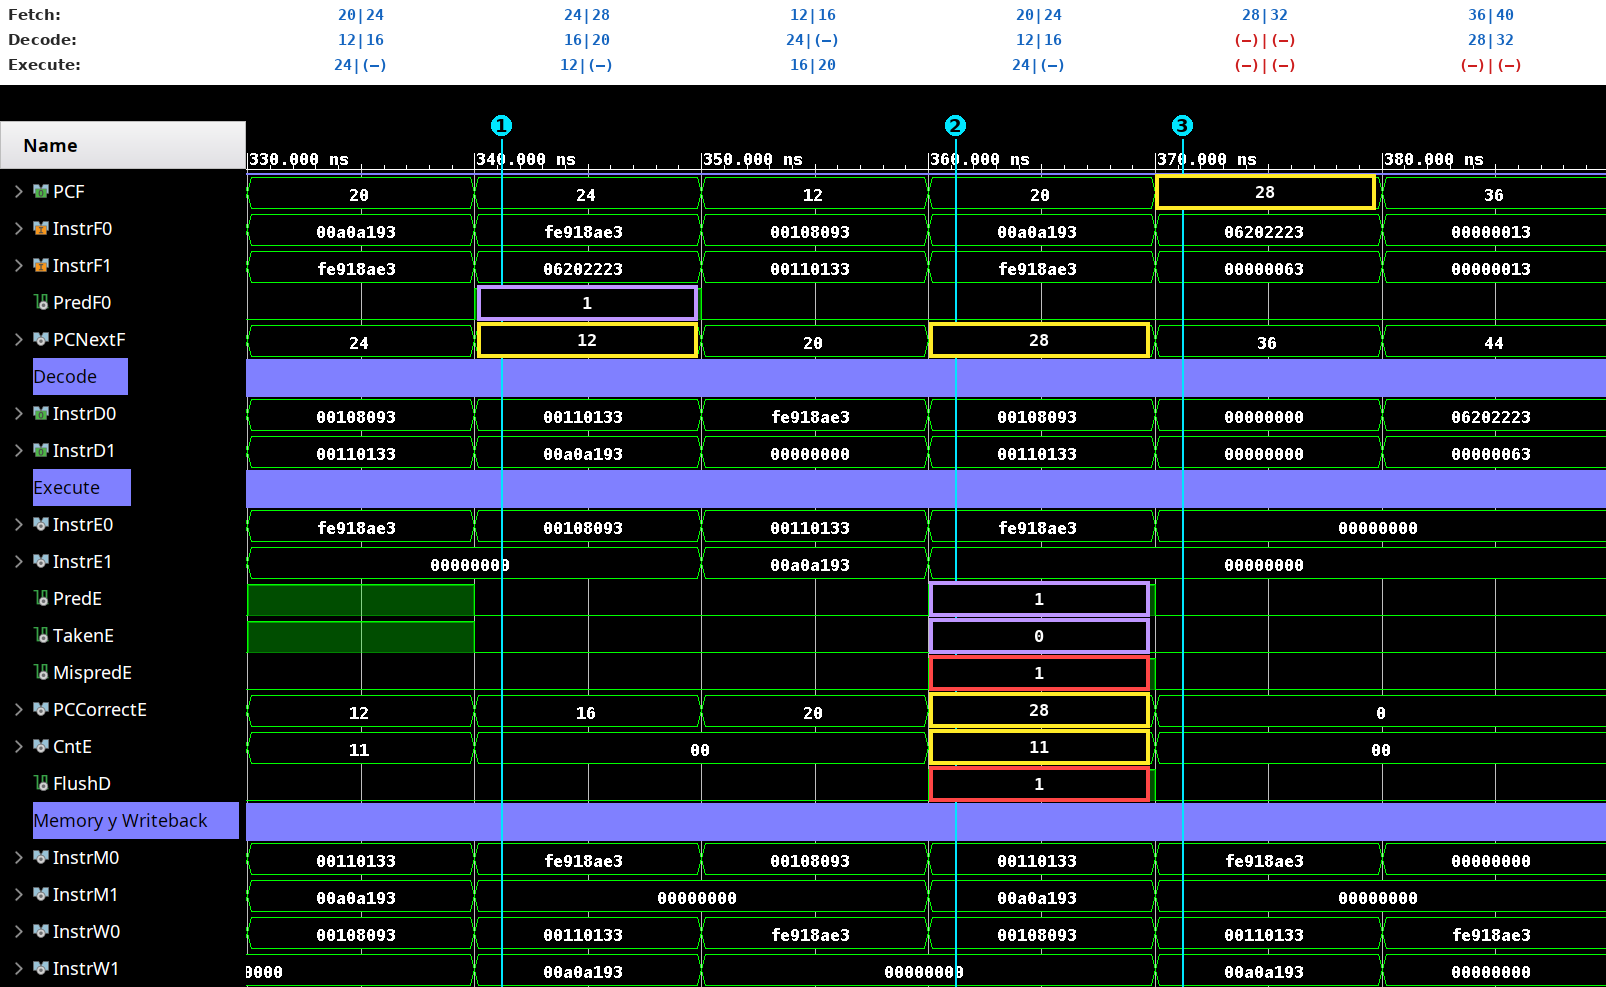 Fetch: 20|24 24|28 12|16 20|24 28|32 36|40
Decode: 12|16 16|20 24|(–) 12|16 (–)|(–) 28|32
Execute: 24|(–) 12|(–) 16|20 24|(–) (–)|(–) (–)|(–)
1 2 3
Name 330.000 ns 340.000 ns 350.000 ns 360.000 ns 370.000 ns 380.000 ns
PCF 20 24 12 20 28 36
InstrF0 00a0a193 fe918ae3 00108093 00a0a193 06202223 00000013
InstrF1 fe918ae3 06202223 00110133 fe918ae3 00000063 00000013
PredF0 1
PCNextF 24 12 20 28 36 44
Decode
InstrD0 00108093 00110133 fe918ae3 00108093 00000000 06202223
InstrD1 00110133 00a0a193 00000000 00110133 00000000 00000063
Execute
InstrE0 fe918ae3 00108093 00110133 fe918ae3 00000000
InstrE1 00000000 00a0a193 00000000
PredE 1
TakenE 0
MispredE 1
PCCorrectE 12 16 20 28 0
CntE 11 00 11 00
FlushD 1
Memory y Writeback
InstrM0 00110133 fe918ae3 00108093 00110133 fe918ae3 00000000
InstrM1 00a0a193 00000000 00a0a193 00000000
InstrW0 00108093 00110133 fe918ae3 00108093 00110133 fe918ae3
InstrW1 0000 00a0a193 00000000 00a0a193 00000000